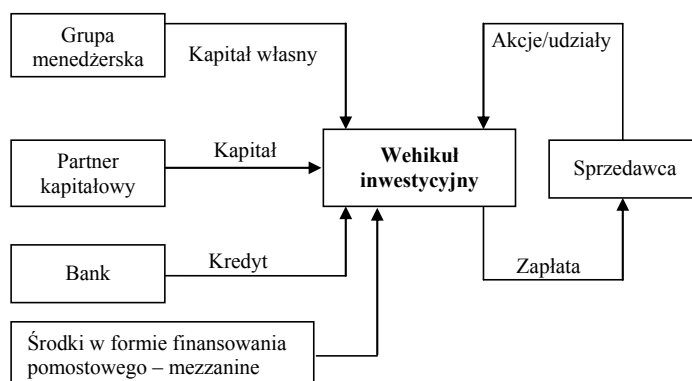 Grupa
menedżerska
Kapitał własny
Akcje/udziały
Partner
kapitałowy
Kapitał
Wehikuł
inwestycyjny
Sprzedawca
Bank
Kredyt
Zapłata
Środki w formie finansowania
pomostowego – mezzanine